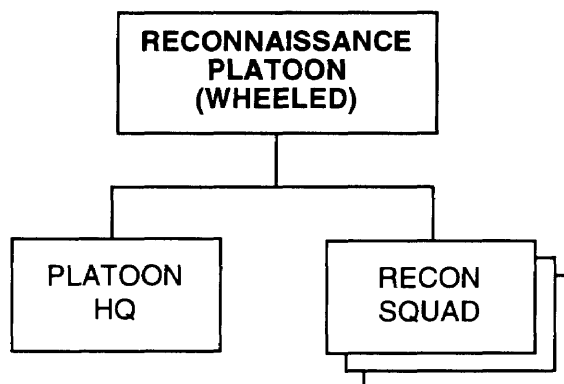 RECONNAISSANCE
PLATOON
(WHEELED)
PLATOON
HQ
RECON
SQUAD